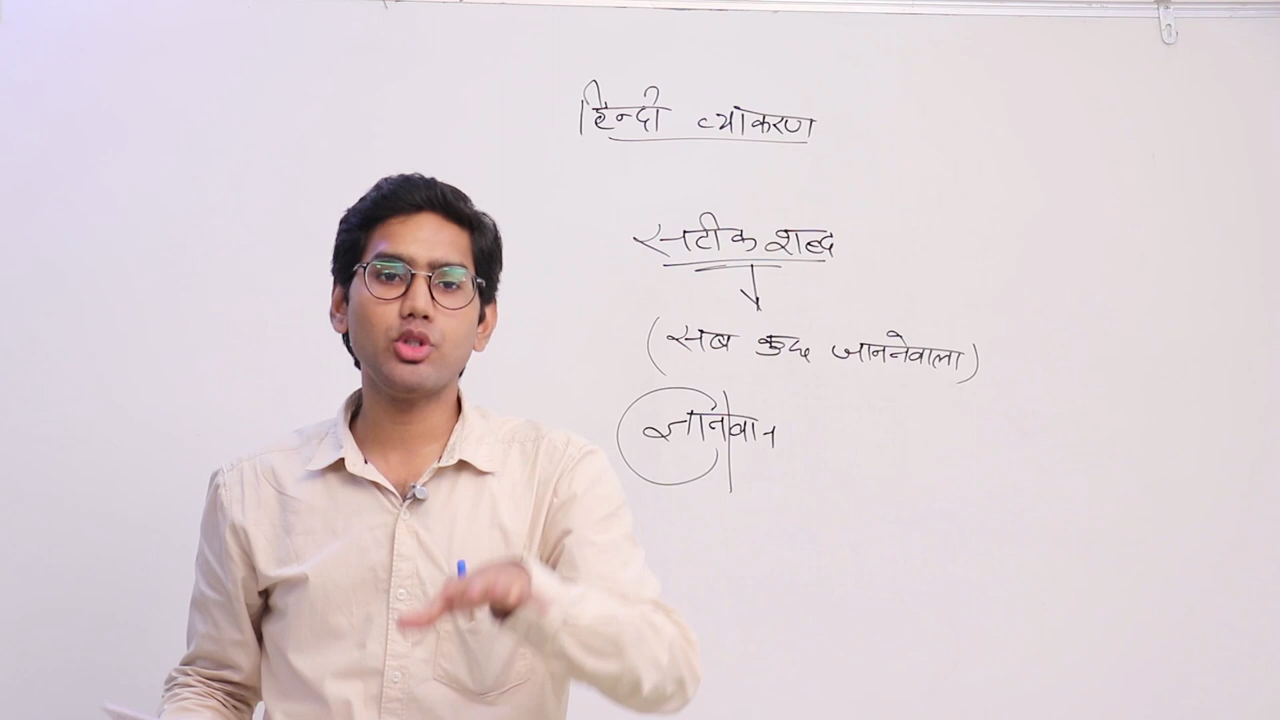 हिन्दी व्याकरण
सटीक शब्द
(सब कुछ जाननेवाला)
ज्ञानवान